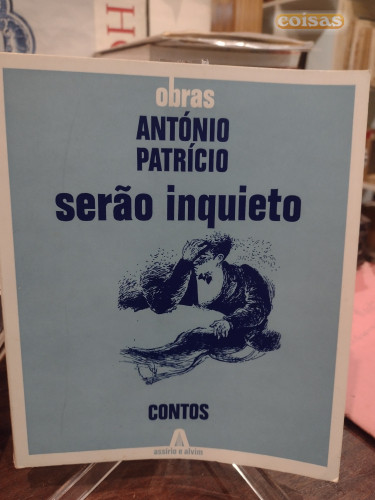 coisas
obras
ANTÓNIO
PATRÍCIO
serão inquieto
CONTOS
assírio e alvim